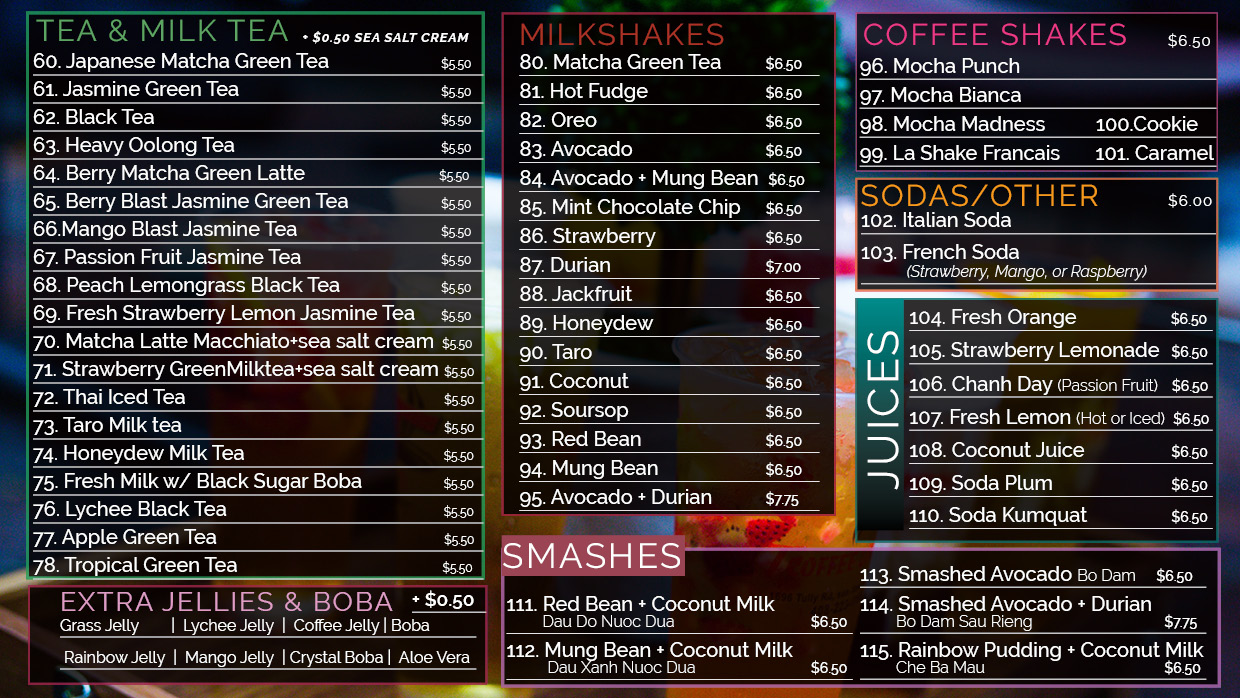 TEA & MILK TEA + $0.50 SEA SALT CREAM
60. Japanese Matcha Green Tea $5.50
61. Jasmine Green Tea $5.50
62. Black Tea $5.50
63. Heavy Oolong Tea $5.50
64. Berry Matcha Green Latte $5.50
65. Berry Blast Jasmine Green Tea $5.50
66.Mango Blast Jasmine Tea $5.50
67. Passion Fruit Jasmine Tea $5.50
68. Peach Lemongrass Black Tea $5.50
69. Fresh Strawberry Lemon Jasmine Tea $5.50
70. Matcha Latte Macchiato+sea salt cream $5.50
71. Strawberry GreenMilktea+sea salt cream $5.50
72. Thai Iced Tea $5.50
73. Taro Milk tea $5.50
74. Honeydew Milk Tea $5.50
75. Fresh Milk w/ Black Sugar Boba $5.50
76. Lychee Black Tea $5.50
77. Apple Green Tea $5.50
78. Tropical Green Tea $5.50
EXTRA JELLIES & BOBA + $0.50
Grass Jelly | Lychee Jelly | Coffee Jelly | Boba
Rainbow Jelly | Mango Jelly | Crystal Boba | Aloe Vera
MILKSHAKES
80. Matcha Green Tea $6.50
81. Hot Fudge $6.50
82. Oreo $6.50
83. Avocado $6.50
84. Avocado + Mung Bean $6.50
85. Mint Chocolate Chip $6.50
86. Strawberry $6.50
87. Durian $7.00
88. Jackfruit $6.50
89. Honeydew $6.50
90. Taro $6.50
91. Coconut $6.50
92. Soursop $6.50
93. Red Bean $6.50
94. Mung Bean $6.50
95. Avocado + Durian $7.75
COFFEE SHAKES $6.50
96. Mocha Punch
97. Mocha Bianca
98. Mocha Madness 100.Cookie
99. La Shake Francais 101. Caramel
SODAS/OTHER $6.00
102. Italian Soda
103. French Soda
(Strawberry, Mango, or Raspberry)
JUICES
104. Fresh Orange $6.50
105. Strawberry Lemonade $6.50
106. Chanh Day (Passion Fruit) $6.50
107. Fresh Lemon (Hot or Iced) $6.50
108. Coconut Juice $6.50
109. Soda Plum $6.50
110. Soda Kumquat $6.50
SMASHES
111. Red Bean + Coconut Milk
Dau Do Nuoc Dua $6.50
112. Mung Bean + Coconut Milk
Dau Xanh Nuoc Dua $6.50
113. Smashed Avocado Bo Dam $6.50
114. Smashed Avocado + Durian
Bo Dam Sau Rieng $7.75
115. Rainbow Pudding + Coconut Milk
Che Ba Mau $6.50